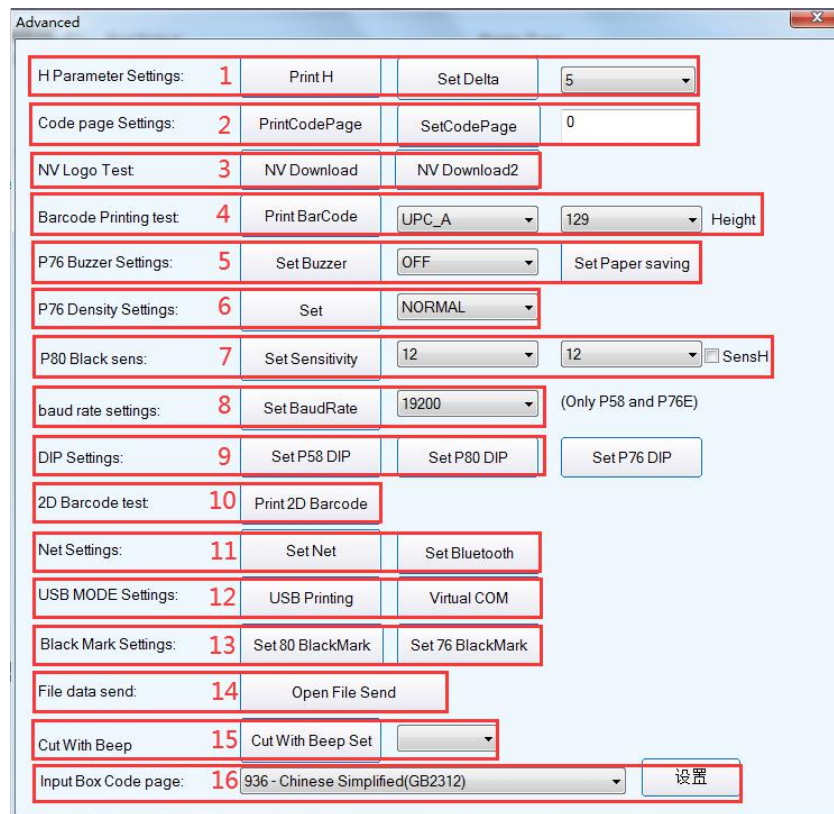 Advanced
H Parameter Settings: 1 Print H Set Delta 5
Code page Settings: 2 PrintCodePage SetCodePage 0
NV Logo Test 3 NV Download NV Download2
Barcode Printing test: 4 Print BarCode UPC_A 129 Height
P76 Buzzer Settings: 5 Set Buzzer OFF Set Paper saving
P76 Density Settings: 6 Set NORMAL
P80 Black sens: 7 Set Sensitivity 12 12 SensH
baud rate settings: 8 Set BaudRate 19200 (Only P58 and P76E)
DIP Settings: 9 Set P58 DIP Set P80 DIP Set P76 DIP
2D Barcode test: 10 Print 2D Barcode
Net Settings: 11 Set Net Set Bluetooth
USB MODE Settings: 12 USB Printing Virtual COM
Black Mark Settings: 13 Set 80 BlackMark Set 76 BlackMark
File data send: 14 Open File Send
Cut With Beep 15 Cut With Beep Set
Input Box Code page: 16 936 - Chinese Simplified(GB2312) 设置